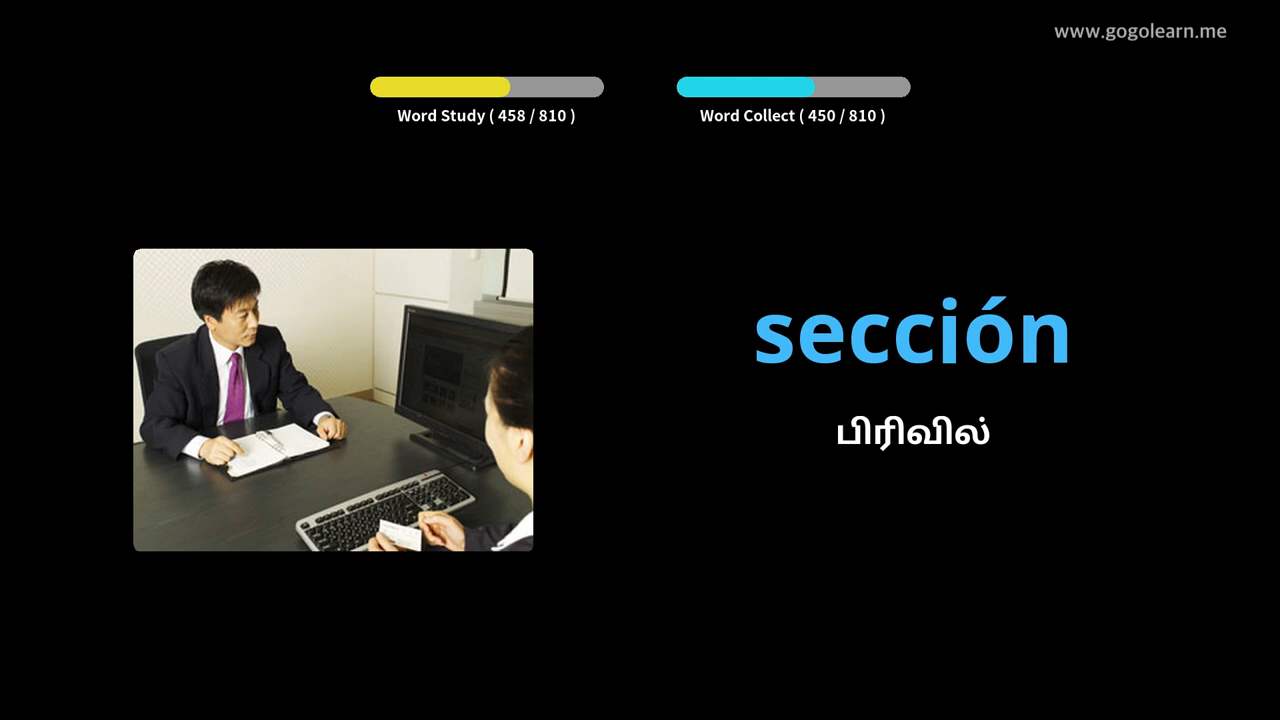 www.gogolearn.me
Word Study ( 458 / 810 )
Word Collect ( 450 / 810 )
sección
பிரிவில்